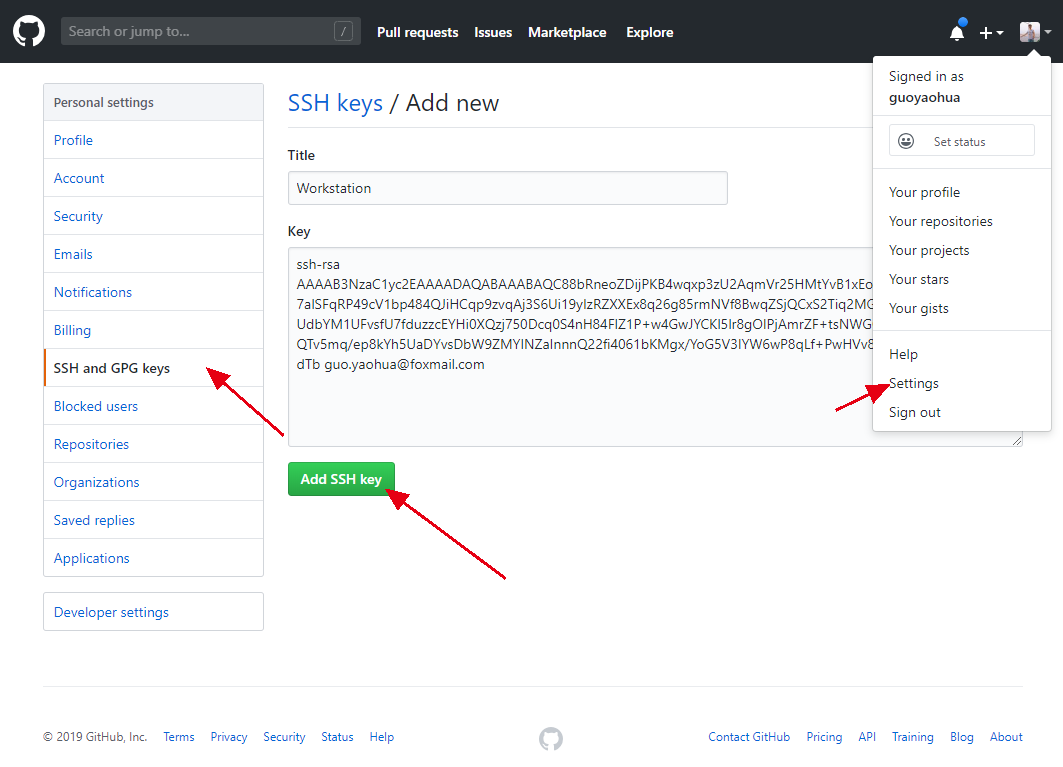 Search or jump to...
/
Pull requests
Issues
Marketplace
Explore
Signed in as
guoyaohua
Set status
Your profile
Your repositories
Your projects
Your stars
Your gists
Help
Settings
Sign out
Personal settings
Profile
Account
Security
Emails
Notifications
Billing
SSH and GPG keys
Blocked users
Repositories
Organizations
Saved replies
Applications
Developer settings
SSH keys / Add new
Title
Workstation
Key
ssh-rsa
AAAAB3NzaC1yc2EAAAADAQABAAABAQC88bRneoZDijPKB4wqxp3zU2AqmVr25HMtYvB1xEo
7aISFqRP49cV1bp484QJiHCqp9zvqAj3S6Ui19ylzRZXXEx8q26g85rmNVf8BwqZSjQCxS2Tiq2MG
UdbYM1UFvsfU7fduzzcEYHi0XQzj750Dcq0S4nH84FlZ1P+w4GwJYCKI5Ir8gOIPjAmrZF+tsNWG
QTv5mq/ep8kYh5UaDYvsDbW9ZMYINZaInnnQ22fi4061bKMgx/YoG5V3IYW6wP8qLf+PwHVv8
dTb guo.yaohua@foxmail.com
Add SSH key
© 2019 GitHub, Inc.
Terms
Privacy
Security
Status
Help
Contact GitHub
Pricing
API
Training
Blog
About